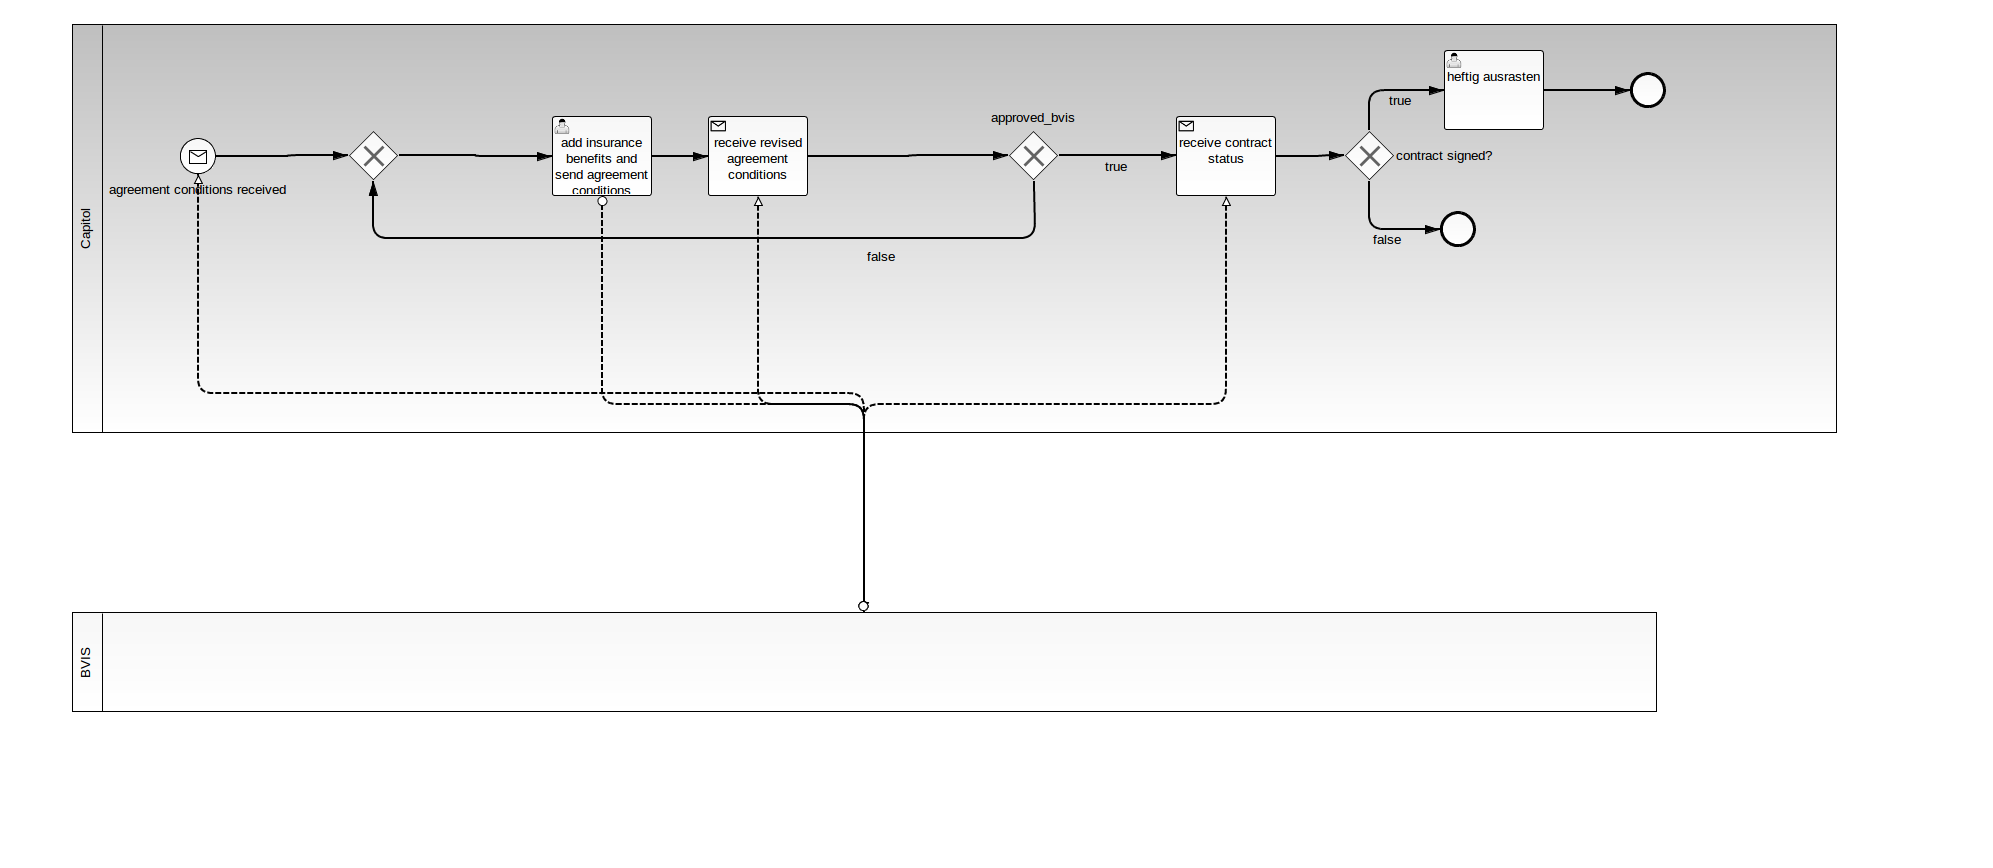 Capitol
agreement conditions received
add insurance
benefits and
send agreement
conditions
receive revised
agreement
conditions
approved_bvis
true
false
receive contract
status
contract signed?
true
heftig ausrasten
false
BVIS